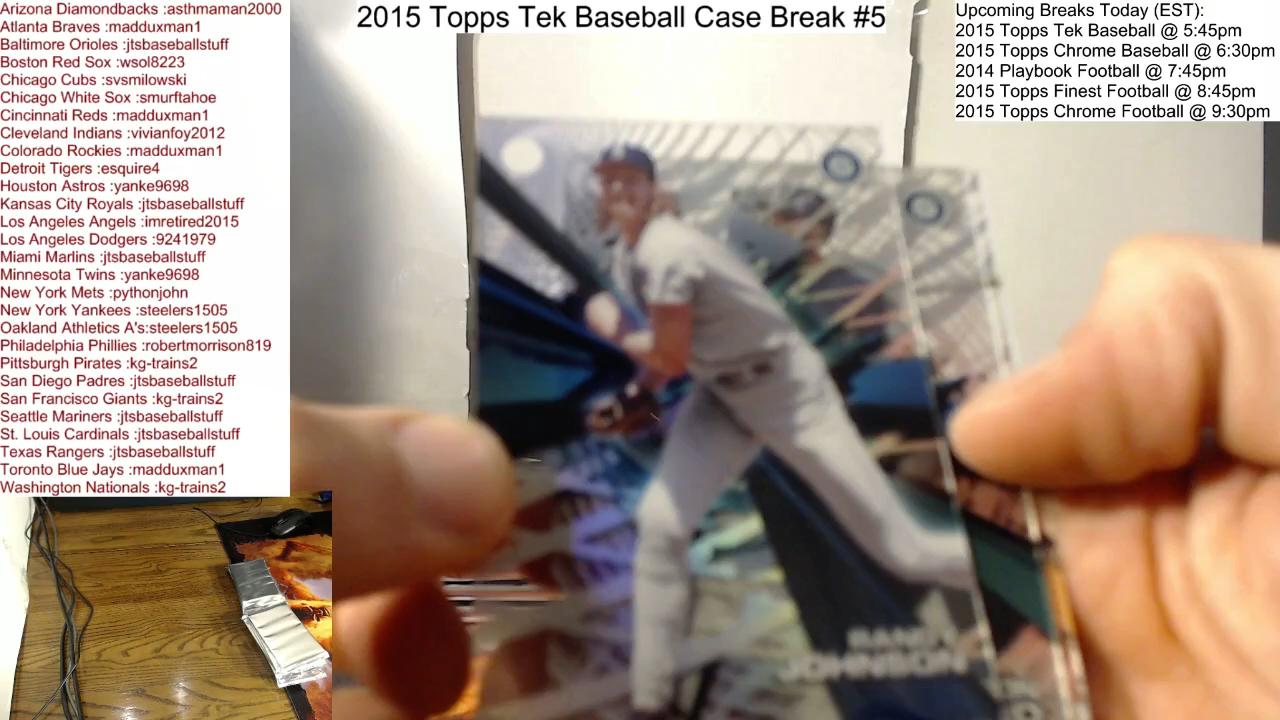 Arizona Diamondbacks :asthmaman2000
Atlanta Braves :madduxman1
Baltimore Orioles :jtsbaseballstuff
Boston Red Sox :wsol8223
Chicago Cubs :svsmilowski
Chicago White Sox :smurftahoe
Cincinnati Reds :madduxman1
Cleveland Indians :vivianfoy2012
Colorado Rockies :madduxman1
Detroit Tigers :esquire4
Houston Astros :yanke9698
Kansas City Royals :jtsbaseballstuff
Los Angeles Angels :imretired2015
Los Angeles Dodgers :9241979
Miami Marlins :jtsbaseballstuff
Minnesota Twins :yanke9698
New York Mets :pythonjohn
New York Yankees :steelers1505
Oakland Athletics A's:steelers1505
Philadelphia Phillies :robertmorrison819
Pittsburgh Pirates :kg-trains2
San Diego Padres :jtsbaseballstuff
San Francisco Giants :kg-trains2
Seattle Mariners :jtsbaseballstuff
St. Louis Cardinals :jtsbaseballstuff
Texas Rangers :jtsbaseballstuff
Toronto Blue Jays :madduxman1
Washington Nationals :kg-trains2
2015 Topps Tek Baseball Case Break #5
Upcoming Breaks Today (EST):
2015 Topps Tek Baseball @ 5:45pm
2015 Topps Chrome Baseball @ 6:30pm
2014 Playbook Football @ 7:45pm
2015 Topps Finest Football @ 8:45pm
2015 Topps Chrome Football @ 9:30pm
RANDY
JOHNSON